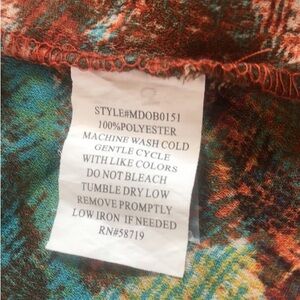 STYLE#MDOB0151
100%POLYESTER
MACHINE WASH COLD
GENTLE CYCLE
WITH LIKE COLORS
DO NOT BLEACH
TUMBLE DRY LOW
REMOVE PROMPTLY
LOW IRON IF NEEDED
RN#58719